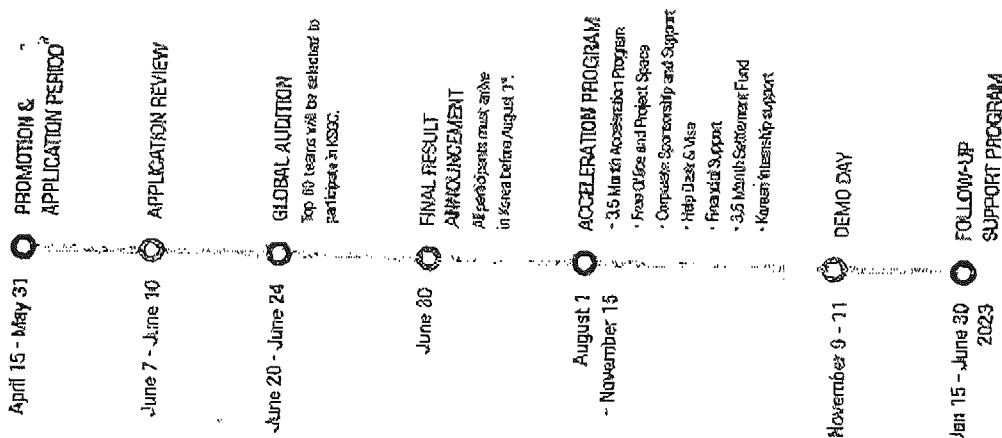 April 15 - May 31
PROMOTION &
APPLICATION PERIOD
June 7 - June 10
APPLICATION REVIEW
June 20 - June 24
GLOBAL AUDITION
Top 60 teams will be selected to
participate in KSGC.
June 30
FINAL RESULT
ANNOUNCEMENT
All participants must arrive
in Korea before August 1st.
August 1
- November 15
ACCELERATION PROGRAM
- 3.5 Month Acceleration Program
• Free Office and Project Space
• Corporate Sponsorship and Support
• Help Desk & Visa
• Financial Support
• 3.5 Month Settlement Fund
• Korean Internship support
November 9 - 11
DEMO DAY
Jan 15 - June 30
2023
FOLLOW-UP
SUPPORT PROGRAM